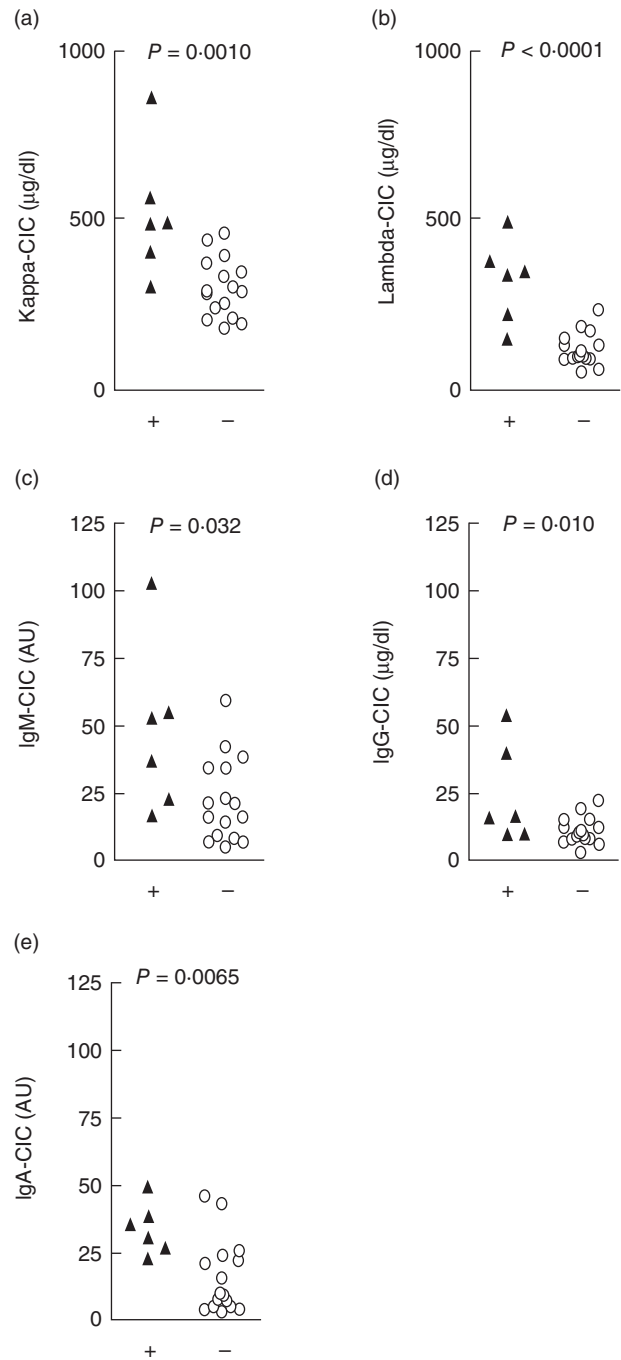 (a)
P = 0·0010
1000
500
0
Kappa-CIC (µg/dl)
+ −
(b)
P < 0·0001
1000
500
0
Lambda-CIC (µg/dl)
+ −
(c)
P = 0·032
125
100
75
50
25
0
IgM-CIC (AU)
+ −
(d)
P = 0·010
125
100
75
50
25
0
IgG-CIC (µg/dl)
+ −
(e)
P = 0·0065
125
100
75
50
25
0
IgA-CIC (AU)
+ −